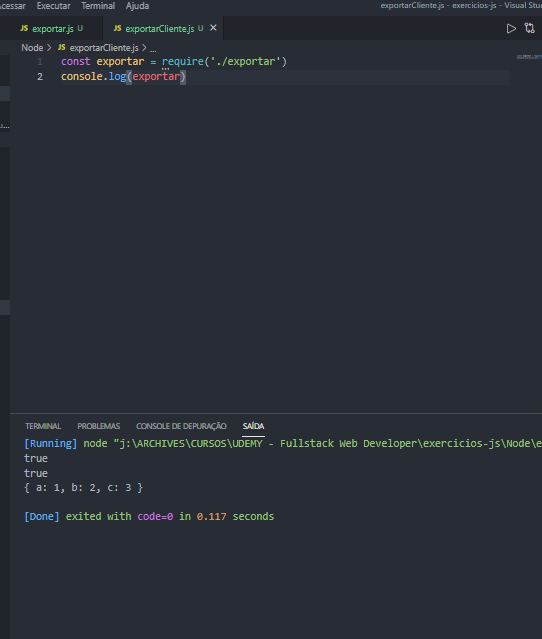 Acessar Executar Terminal Ajuda exportarCliente.js - exercicios-js - Visual Stud
JS exportar.js U JS exportarCliente.js U ×
Node > JS exportarCliente.js > ...
1 const exportar = require('./exportar')
2 console.log(exportar)
TERMINAL PROBLEMAS CONSOLE DE DEPURAÇÃO SAÍDA
[Running] node "j:\ARCHIVES\CURSOS\UDEMY - Fullstack Web Developer\exercicios-js\Node\e
true
true
{ a: 1, b: 2, c: 3 }
[Done] exited with code=0 in 0.117 seconds